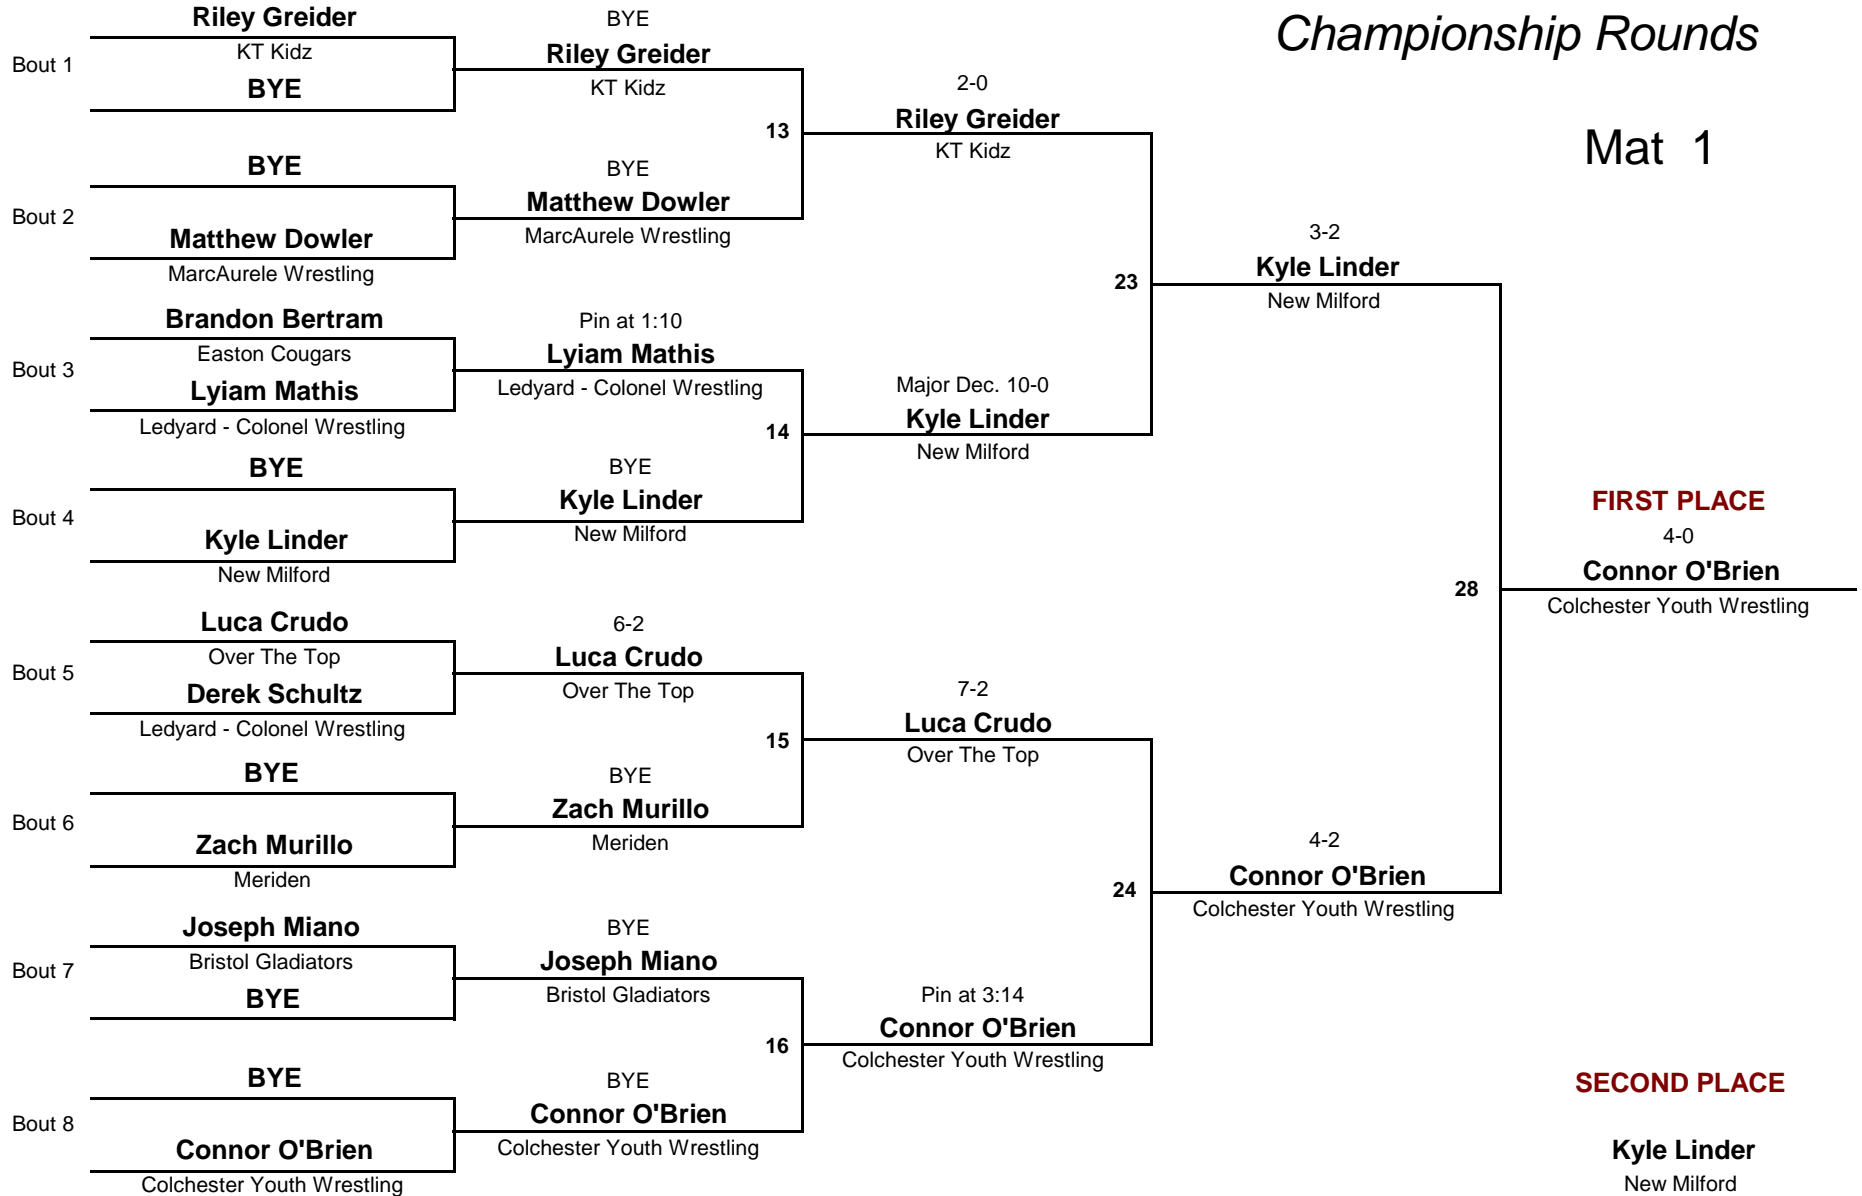 Championship Rounds
Mat 1
Bout 1
Riley Greider
KT Kidz
BYE
Bout 2
BYE
Matthew Dowler
MarcAurele Wrestling
Bout 3
Brandon Bertram
Easton Cougars
Lyiam Mathis
Ledyard - Colonel Wrestling
Bout 4
BYE
Kyle Linder
New Milford
Bout 5
Luca Crudo
Over The Top
Derek Schultz
Ledyard - Colonel Wrestling
Bout 6
BYE
Zach Murillo
Meriden
Bout 7
Joseph Miano
Bristol Gladiators
BYE
Bout 8
BYE
Connor O'Brien
Colchester Youth Wrestling
BYE
Riley Greider
KT Kidz
13
BYE
Matthew Dowler
MarcAurele Wrestling
Pin at 1:10
Lyiam Mathis
Ledyard - Colonel Wrestling
14
BYE
Kyle Linder
New Milford
6-2
Luca Crudo
Over The Top
15
BYE
Zach Murillo
Meriden
BYE
Joseph Miano
Bristol Gladiators
16
BYE
Connor O'Brien
Colchester Youth Wrestling
2-0
Riley Greider
KT Kidz
23
Major Dec. 10-0
Kyle Linder
New Milford
7-2
Luca Crudo
Over The Top
24
Pin at 3:14
Connor O'Brien
Colchester Youth Wrestling
3-2
Kyle Linder
New Milford
28
4-2
Connor O'Brien
Colchester Youth Wrestling
FIRST PLACE
4-0
Connor O'Brien
Colchester Youth Wrestling
SECOND PLACE
Kyle Linder
New Milford